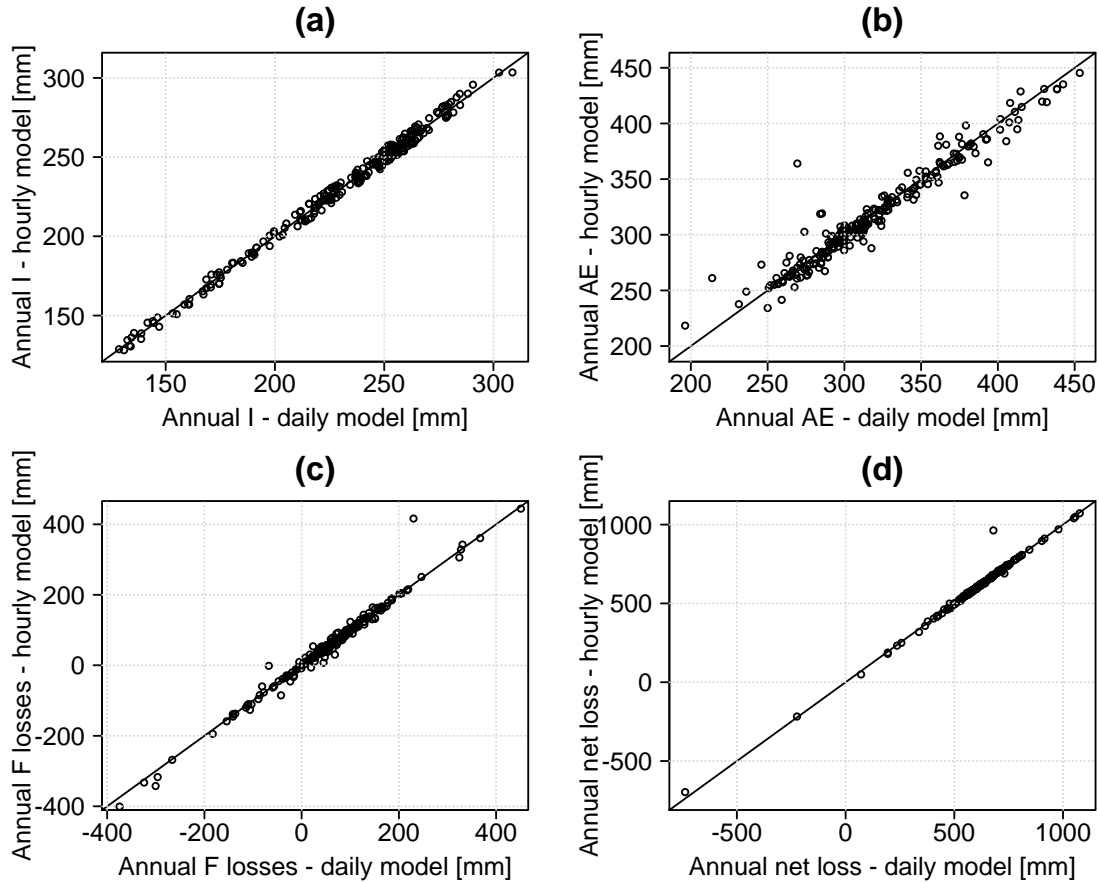 (a)
Annual I - hourly model [mm]
300
250
200
150
150 200 250 300
Annual I - daily model [mm]
(b)
Annual AE - hourly model [mm]
450
400
350
300
250
200
200 250 300 350 400 450
Annual AE - daily model [mm]
(c)
Annual F losses - hourly model [mm]
400
200
0
-200
-400
-400 -200 0 200 400
Annual F losses - daily model [mm]
(d)
Annual net loss - hourly model [mm]
1000
500
0
-500
-500 0 500 1000
Annual net loss - daily model [mm]